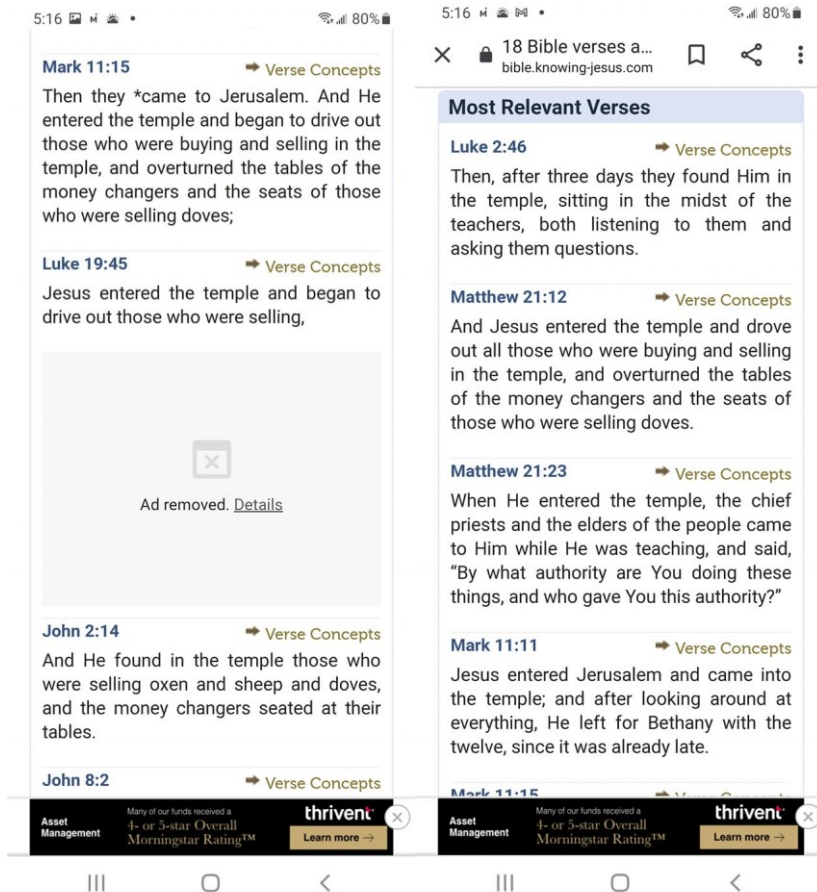 5:16
80%
Mark 11:15
Verse Concepts
Then they *came to Jerusalem. And He
entered the temple and began to drive out
those who were buying and selling in the
temple, and overturned the tables of the
money changers and the seats of those
who were selling doves;
Luke 19:45
Verse Concepts
Jesus entered the temple and began to
drive out those who were selling,
Ad removed. Details
John 2:14
Verse Concepts
And He found in the temple those who
were selling oxen and sheep and doves,
and the money changers seated at their
tables.
John 8:2
Verse Concepts
Asset
Management
Many of our funds received a
4- or 5-star Overall
Morningstar Rating™
thrivent
Learn more →
5:16
80%
18 Bible verses a...
bible.knowing-jesus.com
Most Relevant Verses
Luke 2:46
Verse Concepts
Then, after three days they found Him in
the temple, sitting in the midst of the
teachers, both listening to them and
asking them questions.
Matthew 21:12
Verse Concepts
And Jesus entered the temple and drove
out all those who were buying and selling
in the temple, and overturned the tables
of the money changers and the seats of
those who were selling doves.
Matthew 21:23
Verse Concepts
When He entered the temple, the chief
priests and the elders of the people came
to Him while He was teaching, and said,
“By what authority are You doing these
things, and who gave You this authority?”
Mark 11:11
Verse Concepts
Jesus entered Jerusalem and came into
the temple; and after looking around at
everything, He left for Bethany with the
twelve, since it was already late.
Mark 11:15
Verse Concepts
Asset
Management
Many of our funds received a
4- or 5-star Overall
Morningstar Rating™
thrivent
Learn more →